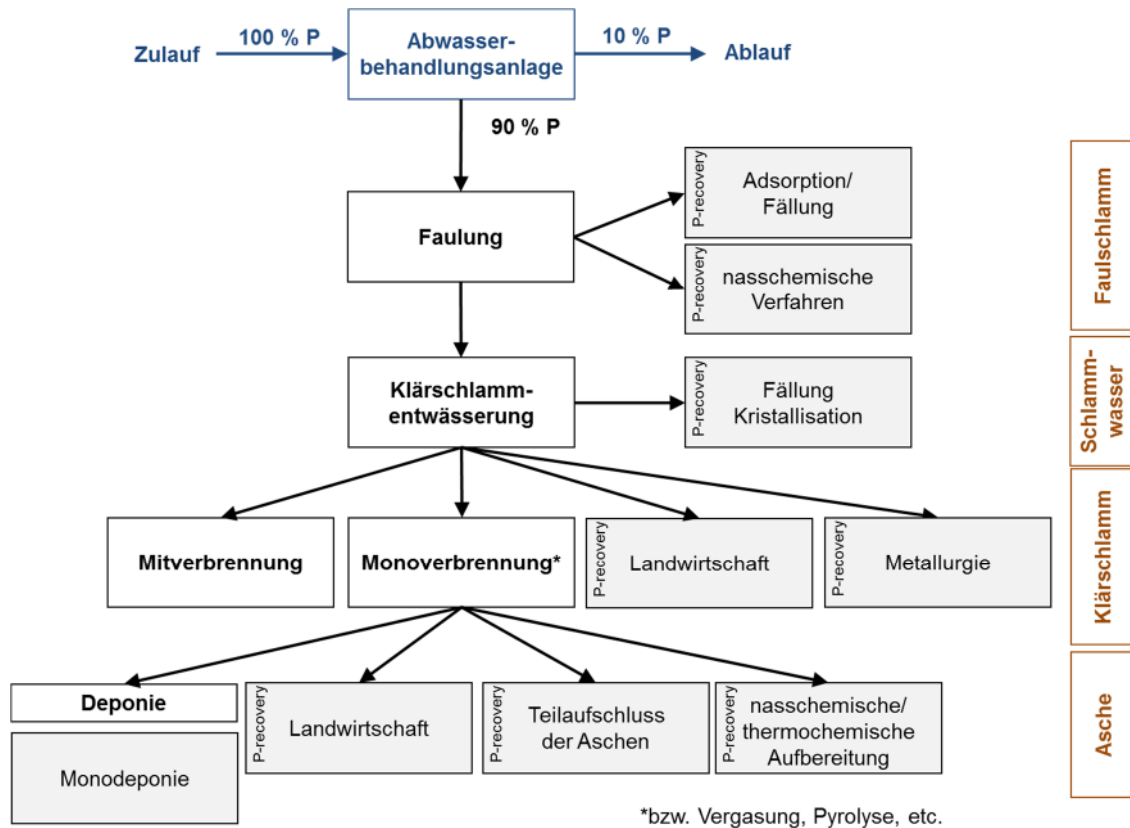 Zulauf
100 % P
Abwasser-
behandlungsanlage
10 % P
Ablauf
90 % P
Faulung
P-recovery
Adsorption/
Fällung
P-recovery
nasschemische
Verfahren
Faulschlamm
Klärschlamm-
entwässerung
P-recovery
Fällung
Kristallisation
Schlamm-
wasser
Mitverbrennung
Monoverbrennung*
P-recovery
Landwirtschaft
P-recovery
Metallurgie
Klärschlamm
Deponie
Monodeponie
P-recovery
Landwirtschaft
P-recovery
Teilaufschluss
der Aschen
P-recovery
nasschemische/
thermochemische
Aufbereitung
Asche
*bzw. Vergasung, Pyrolyse, etc.